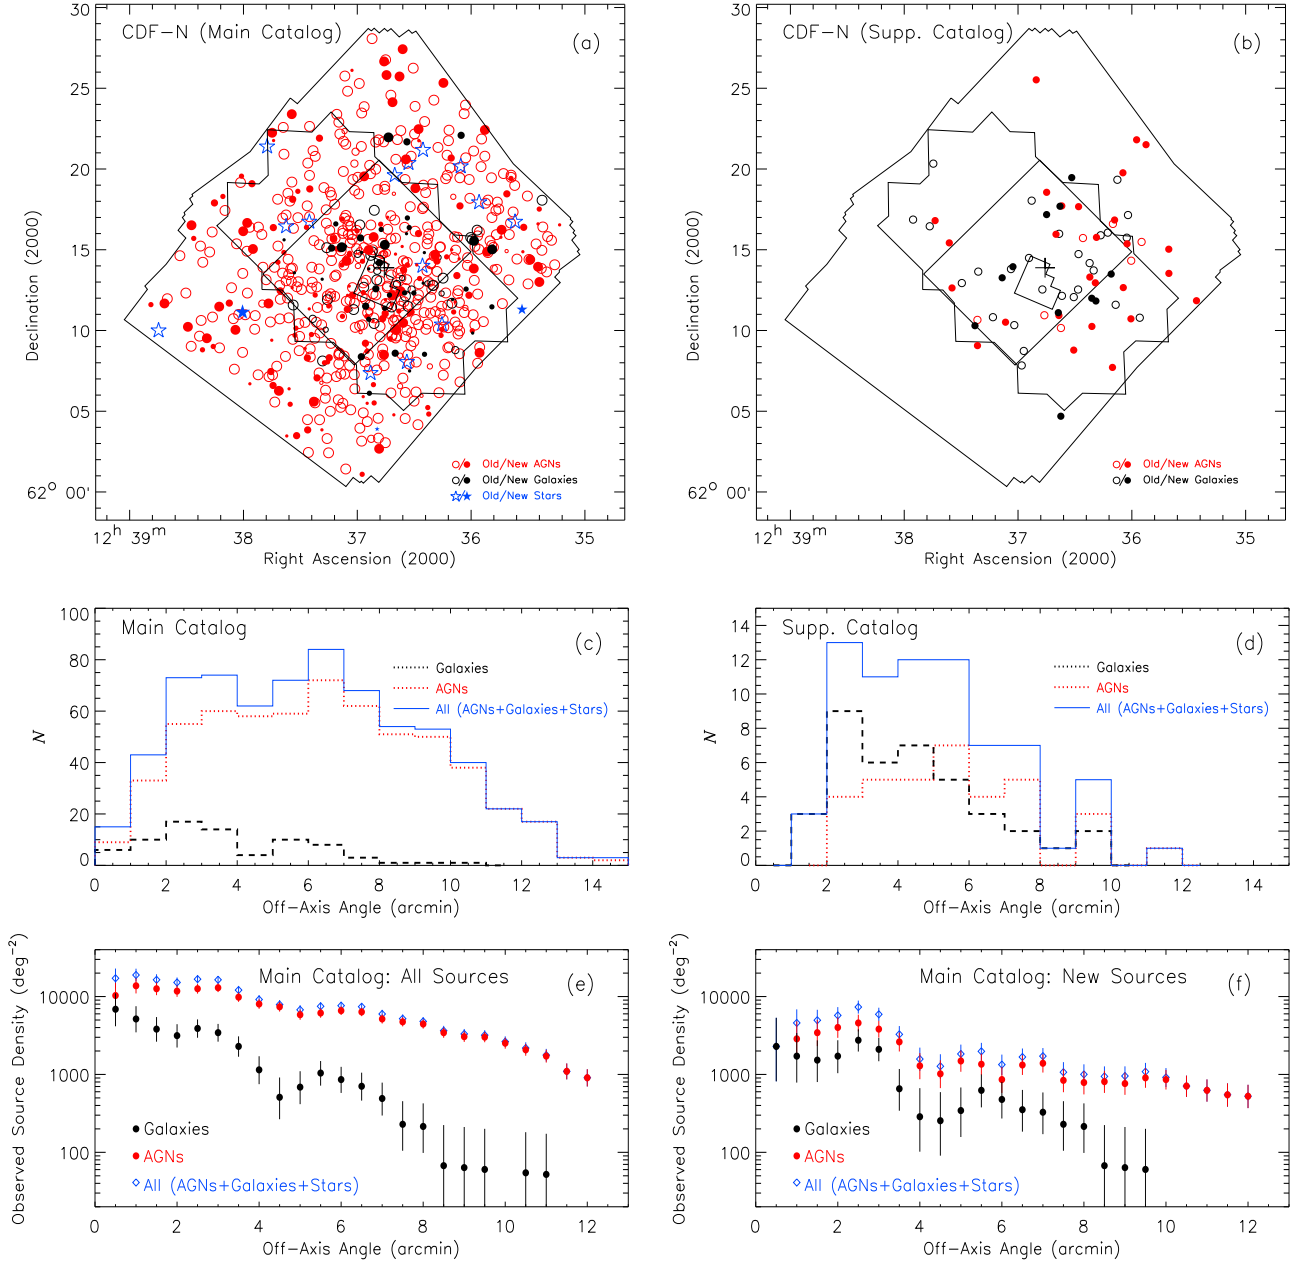 CDF-N (Main Catalog)
(a)
30
25
20
15
10
05
62° 00'
Declination (2000)
○/● Old/New AGNs
○/● Old/New Galaxies
☆/★ Old/New Stars
12ʰ 39ᵐ
38
37
36
35
Right Ascension (2000)
CDF-N (Supp. Catalog)
(b)
30
25
20
15
10
05
62° 00'
Declination (2000)
○/● Old/New AGNs
○/● Old/New Galaxies
12ʰ 39ᵐ
38
37
36
35
Right Ascension (2000)
Main Catalog
(c)
100
80
60
40
20
0
N
Galaxies
AGNs
All (AGNs+Galaxies+Stars)
0
2
4
6
8
10
12
14
Off-Axis Angle (arcmin)
Supp. Catalog
(d)
14
12
10
8
6
4
2
0
N
Galaxies
AGNs
All (AGNs+Galaxies+Stars)
0
2
4
6
8
10
12
14
Off-Axis Angle (arcmin)
Main Catalog: All Sources
(e)
10000
1000
100
Observed Source Density (deg⁻²)
Galaxies
AGNs
All (AGNs+Galaxies+Stars)
0
2
4
6
8
10
12
Off-Axis Angle (arcmin)
Main Catalog: New Sources
(f)
10000
1000
100
Observed Source Density (deg⁻²)
Galaxies
AGNs
All (AGNs+Galaxies+Stars)
0
2
4
6
8
10
12
Off-Axis Angle (arcmin)